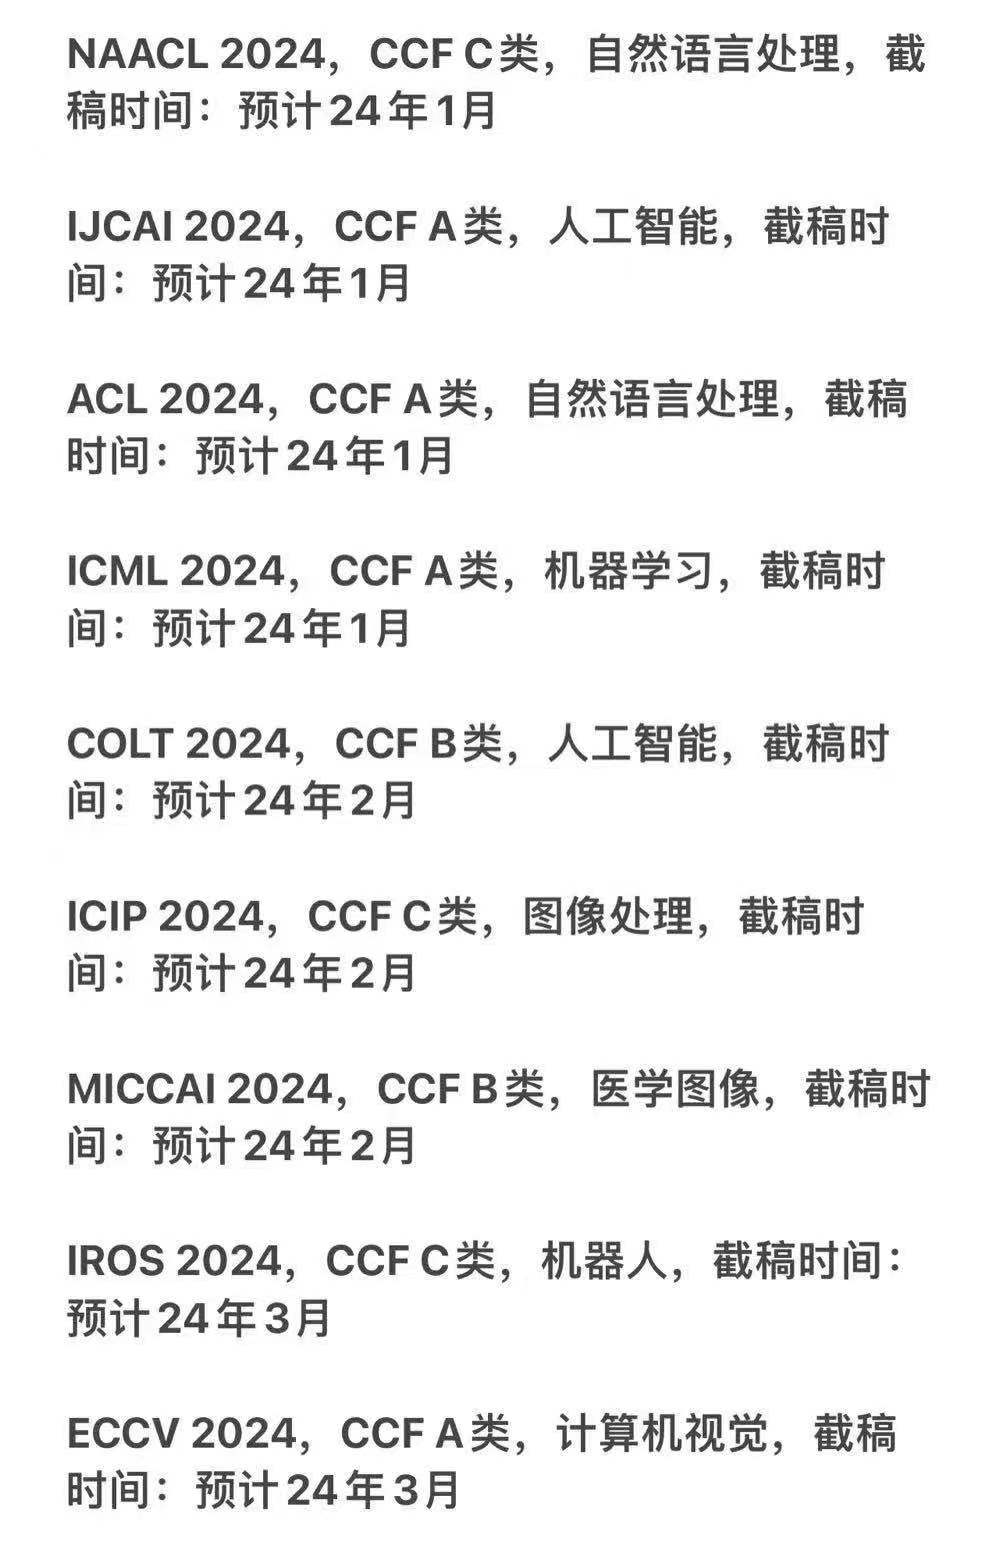 NAACL 2024，CCF C类，自然语言处理，截
稿时间：预计24年1月
IJCAI 2024，CCF A类，人工智能，截稿时
间：预计24年1月
ACL 2024，CCF A类，自然语言处理，截稿
时间：预计24年1月
ICML 2024，CCF A类，机器学习，截稿时
间：预计24年1月
COLT 2024，CCF B类，人工智能，截稿时
间：预计24年2月
ICIP 2024，CCF C类，图像处理，截稿时
间：预计24年2月
MICCAI 2024，CCF B类，医学图像，截稿时
间：预计24年2月
IROS 2024，CCF C类，机器人，截稿时间：
预计24年3月
ECCV 2024，CCF A类，计算机视觉，截稿
时间：预计24年3月